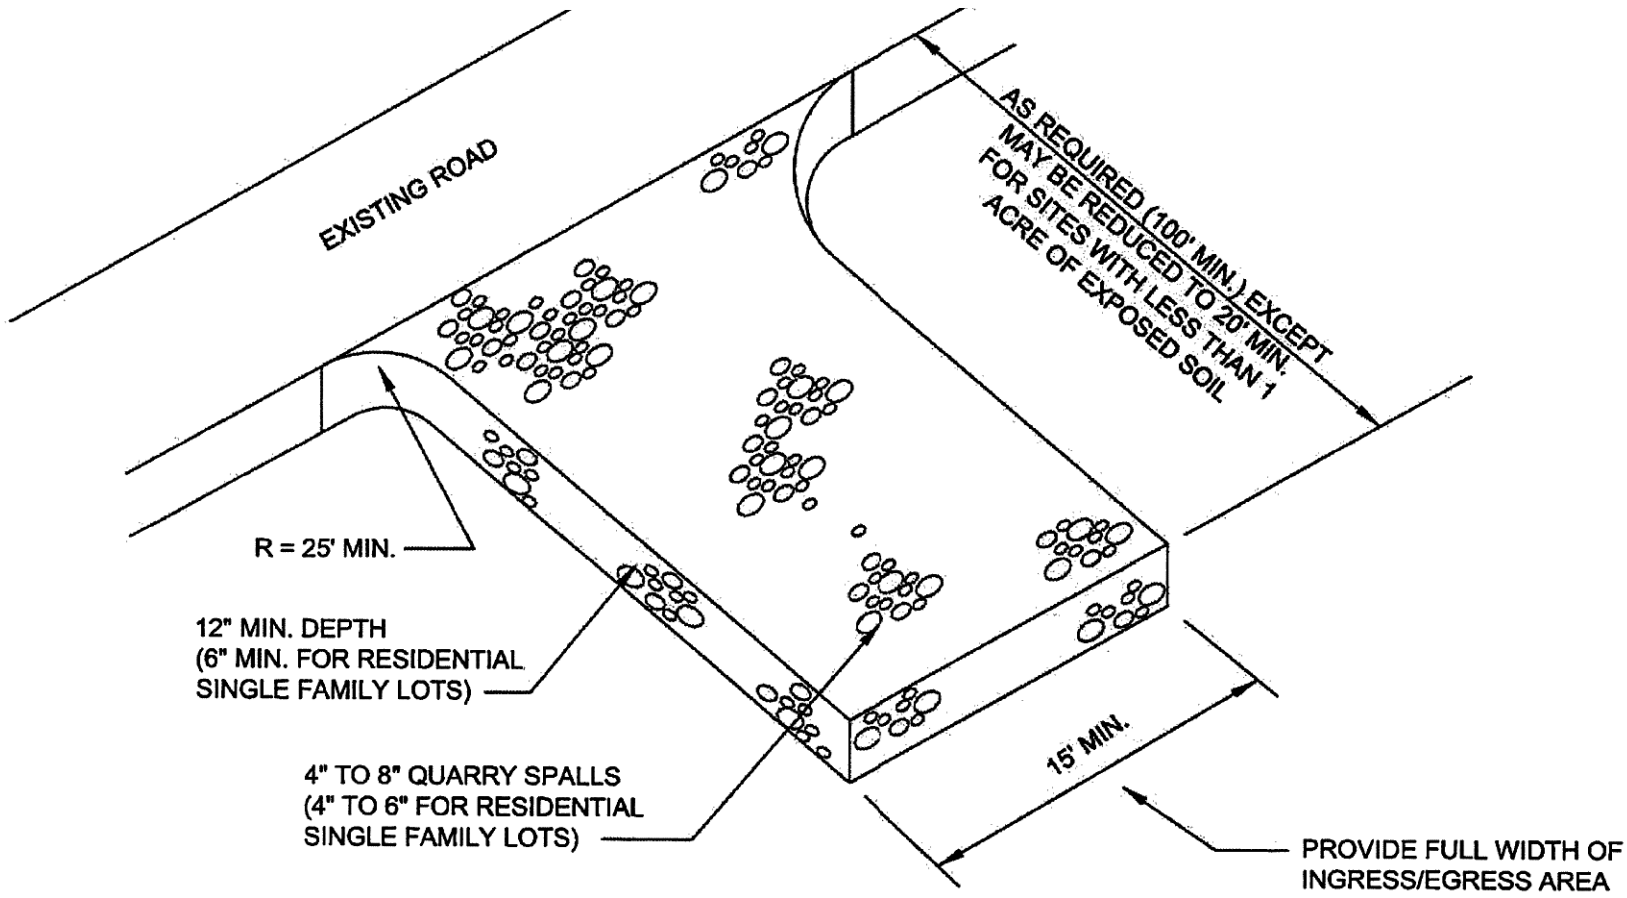 EXISTING ROAD
AS REQUIRED (100' MIN.) EXCEPT
MAY BE REDUCED TO 20' MIN.
FOR SITES WITH LESS THAN 1
ACRE OF EXPOSED SOIL
R = 25' MIN.
12" MIN. DEPTH
(6" MIN. FOR RESIDENTIAL
SINGLE FAMILY LOTS)
4" TO 8" QUARRY SPALLS
(4" TO 6" FOR RESIDENTIAL
SINGLE FAMILY LOTS)
15' MIN.
PROVIDE FULL WIDTH OF
INGRESS/EGRESS AREA